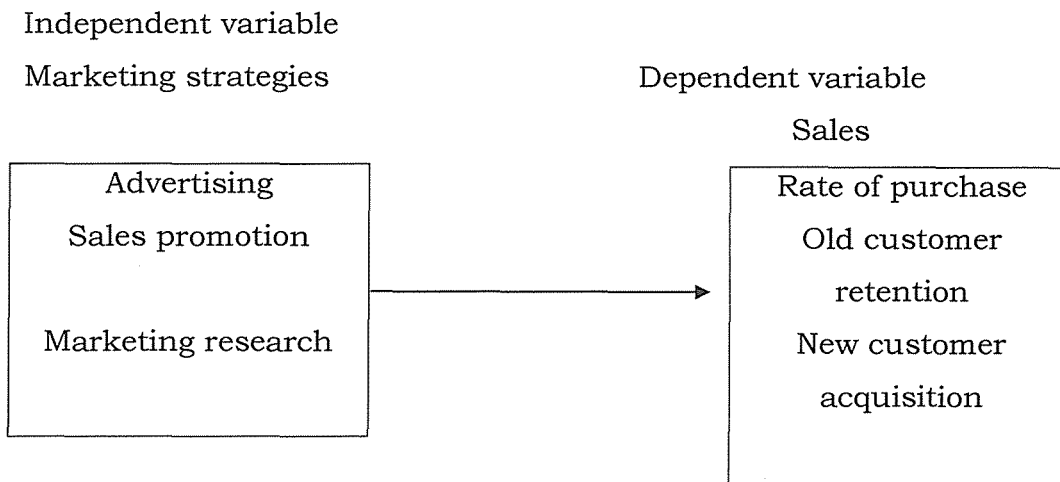 Independent variable
Marketing strategies
Dependent variable
Sales
Advertising
Sales promotion
Marketing research
Rate of purchase
Old customer
retention
New customer
acquisition